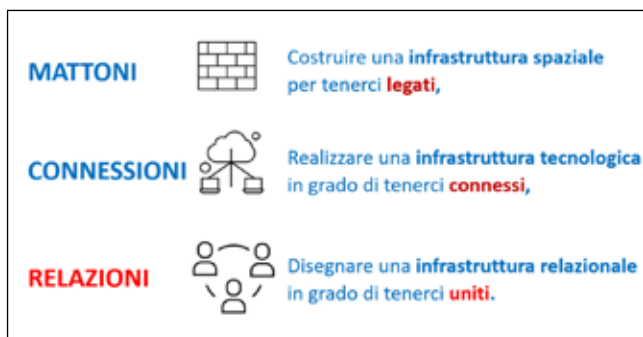 MATTONI
Costruire una infrastruttura spaziale
per tenerci legati,
CONNESSIONI
Realizzare una infrastruttura tecnologica
in grado di tenerci connessi,
RELAZIONI
Disegnare una infrastruttura relazionale
in grado di tenerci uniti.